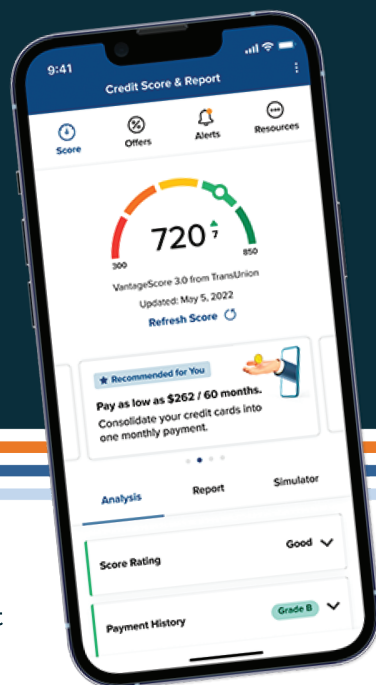 9:41
Credit Score & Report
Score
Offers
Alerts
Resources
720 7
300
850
VantageScore 3.0 from TransUnion
Updated: May 5, 2022
Refresh Score
Recommended for You
Pay as low as $262 / 60 months.
Consolidate your credit cards into
one monthly payment.
Analysis
Report
Simulator
Score Rating
Good
Payment History
Grade B
t